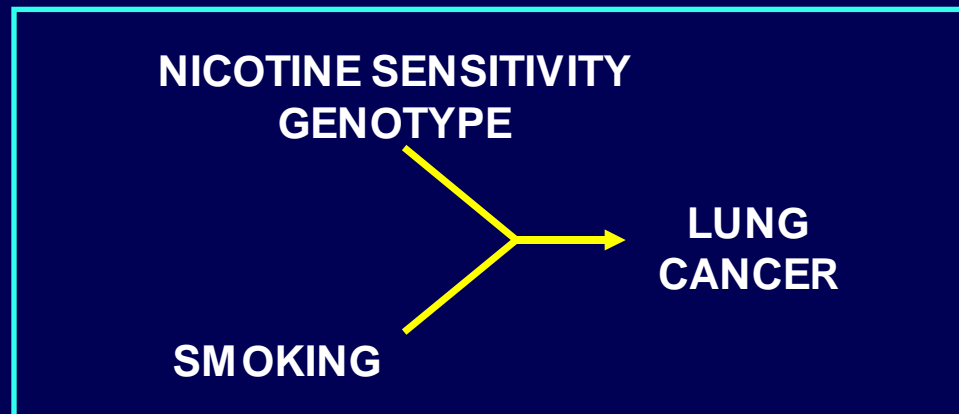 NICOTINE SENSITIVITY
GENOTYPE
LUNG
CANCER
SMOKING